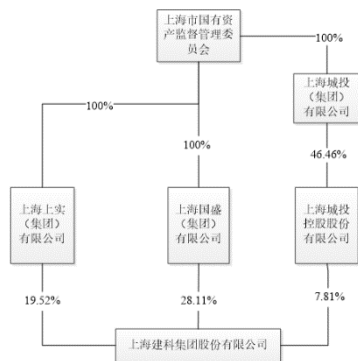 上海市国有资
产监督管理委
员会
100%
上海城投
（集团）
有限公司
100%
100%
46.46%
上海上实
（集团）
有限公司
上海国盛
（集团）
有限公司
上海城投
控股股份
有限公司
19.52%
28.11%
7.81%
上海建科集团股份有限公司